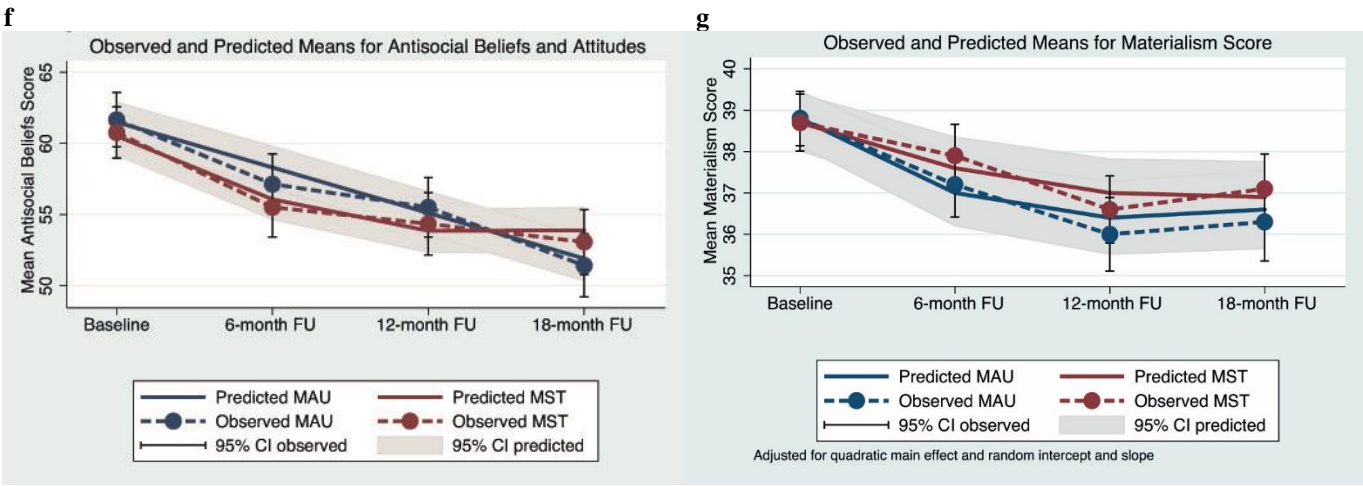 f
Observed and Predicted Means for Antisocial Beliefs and Attitudes
Mean Antisocial Beliefs Score
65
60
55
50
Baseline 6-month FU 12-month FU 18-month FU
Predicted MAU Predicted MST
Observed MAU Observed MST
95% CI observed 95% CI predicted
g
Observed and Predicted Means for Materialism Score
Mean Materialism Score
40
39
38
37
36
35
Baseline 6-month FU 12-month FU 18-month FU
Predicted MAU Predicted MST
Observed MAU Observed MST
95% CI observed 95% CI predicted
Adjusted for quadratic main effect and random intercept and slope